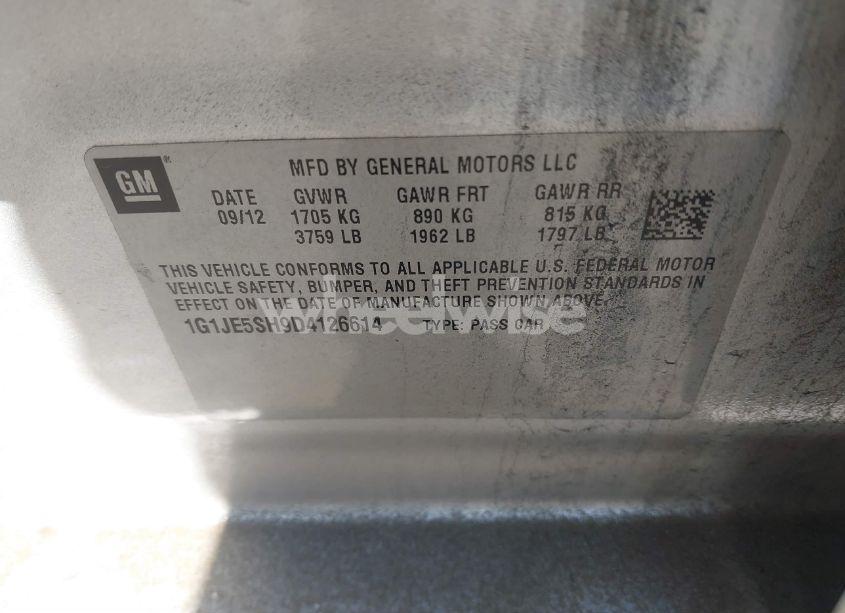 GM
MFD BY GENERAL MOTORS LLC
DATE GVWR GAWR FRT GAWR RR
09/12 1705 KG 890 KG 815 KG
3759 LB 1962 LB 1797 LB
THIS VEHICLE CONFORMS TO ALL APPLICABLE U.S. FEDERAL MOTOR
VEHICLE SAFETY, BUMPER, AND THEFT PREVENTION STANDARDS IN
EFFECT ON THE DATE OF MANUFACTURE SHOWN ABOVE.
1G1JE5SH9D4126614 TYPE: PASS CAR
wheelwise